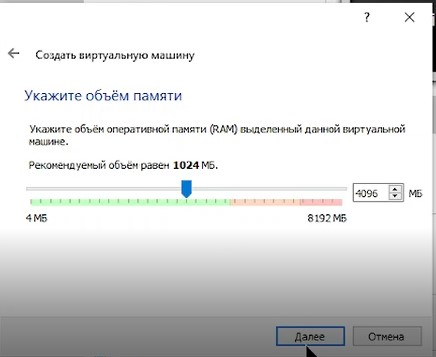 Создать виртуальную машину
Укажите объём памяти
Укажите объём оперативной памяти (RAM) выделенный данной виртуальной
машине.
Рекомендуемый объём равен 1024 МБ.
4096 МБ
4 МБ 8192 МБ
Далее Отмена